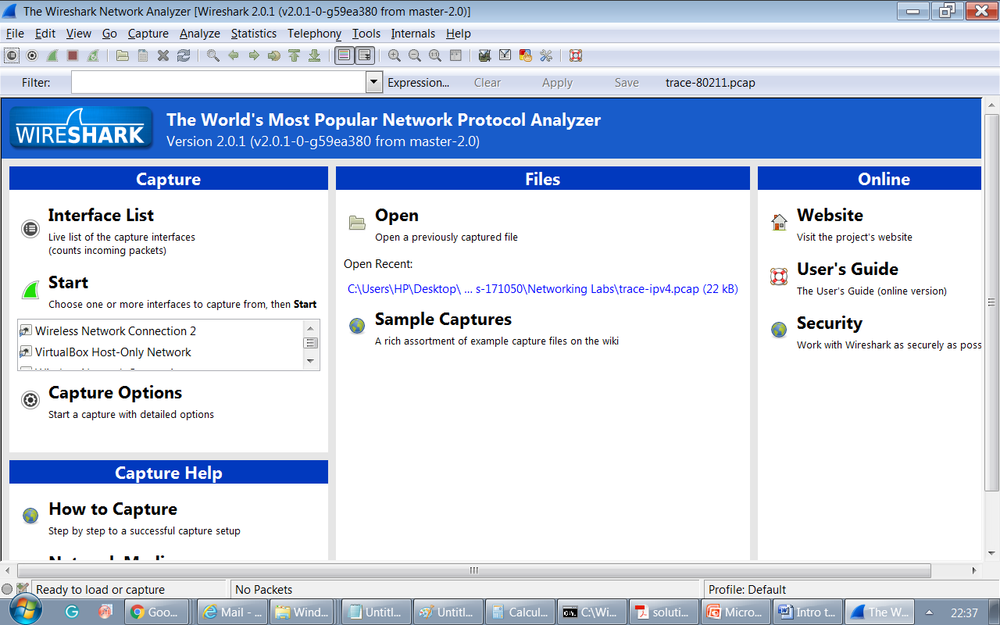 The Wireshark Network Analyzer [Wireshark 2.0.1 (v2.0.1-0-g59ea380 from master-2.0)]
File Edit View Go Capture Analyze Statistics Telephony Tools Internals Help
Filter: Expression... Clear Apply Save trace-80211.pcap
WIRESHARK
The World's Most Popular Network Protocol Analyzer
Version 2.0.1 (v2.0.1-0-g59ea380 from master-2.0)
Capture
Interface List
Live list of the capture interfaces
(counts incoming packets)
Start
Choose one or more interfaces to capture from, then Start
Wireless Network Connection 2
VirtualBox Host-Only Network
Capture Options
Start a capture with detailed options
Capture Help
How to Capture
Step by step to a successful capture setup
Files
Open
Open a previously captured file
Open Recent:
C:\Users\HP\Desktop\ ... s-171050\Networking Labs\trace-ipv4.pcap (22 kB)
Sample Captures
A rich assortment of example capture files on the wiki
Online
Website
Visit the project's website
User's Guide
The User's Guide (online version)
Security
Work with Wireshark as securely as poss
Ready to load or capture
No Packets
Profile: Default
Goo...
Mail - ...
Wind...
Untitl...
Untitl...
Calcul...
C:\Wi...
soluti...
Micro...
Intro t...
The W...
22:37